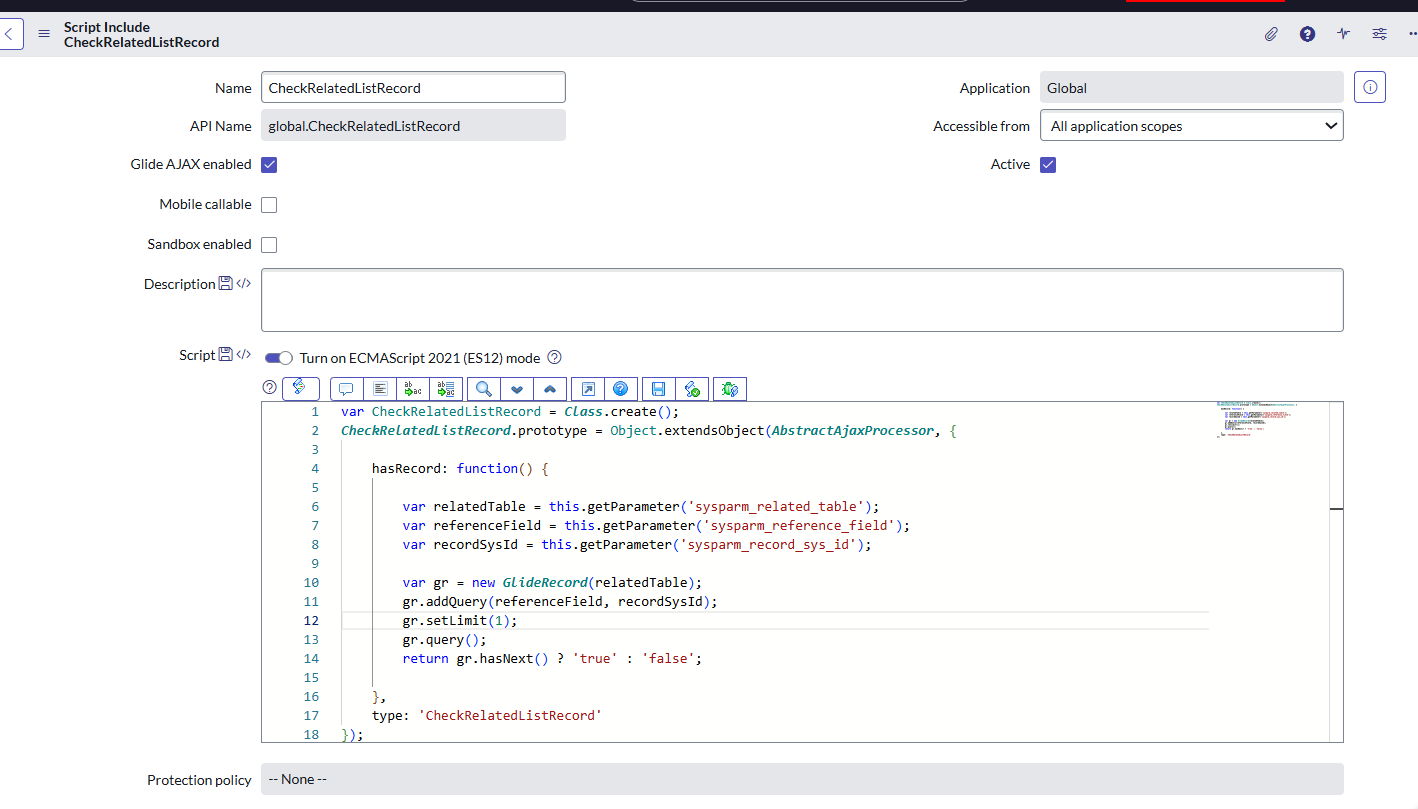 Script Include
CheckRelatedListRecord
Name CheckRelatedListRecord
Application Global
API Name global.CheckRelatedListRecord
Accessible from All application scopes
Glide AJAX enabled
Active
Mobile callable
Sandbox enabled
Description </>
Script </> Turn on ECMAScript 2021 (ES12) mode
1 var CheckRelatedListRecord = Class.create();
2 CheckRelatedListRecord.prototype = Object.extendsObject(AbstractAjaxProcessor, {
3
4 hasRecord: function() {
5
6 var relatedTable = this.getParameter('sysparm_related_table');
7 var referenceField = this.getParameter('sysparm_reference_field');
8 var recordSysId = this.getParameter('sysparm_record_sys_id');
9
10 var gr = new GlideRecord(relatedTable);
11 gr.addQuery(referenceField, recordSysId);
12 gr.setLimit(1);
13 gr.query();
14 return gr.hasNext() ? 'true' : 'false';
15
16 },
17 type: 'CheckRelatedListRecord'
18 });
Protection policy -- None --